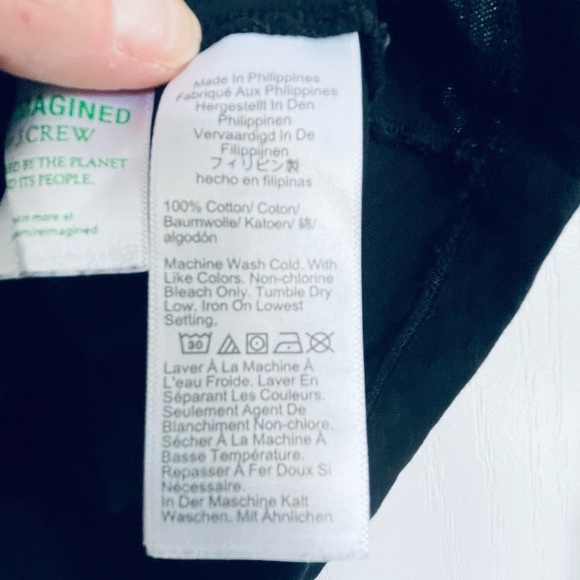 AGINED
J.CREW
BY THE PLANET
ITS PEOPLE.
more at
/reimagined
Made In Philippines
Fabriqué Aux Philippines
Hergestellt In Den
Philippinen
Vervaardigd In De
Filippijnen
フィリピン製
hecho en filipinas
100% Cotton/ Coton/
Baumwolle/ Katoen/ 綿/
algodón
Machine Wash Cold. With
Like Colors. Non-chlorine
Bleach Only. Tumble Dry
Low. Iron On Lowest
Setting.
30
Laver À La Machine À
L'eau Froide. Laver En
Séparant Les Couleurs.
Seulement Agent De
Blanchiment Non-chlore.
Sécher À La Machine À
Basse Température.
Repasser À Fer Doux Si
Nécessaire.
In Der Maschine Kalt
Waschen. Mit Ähnlichen